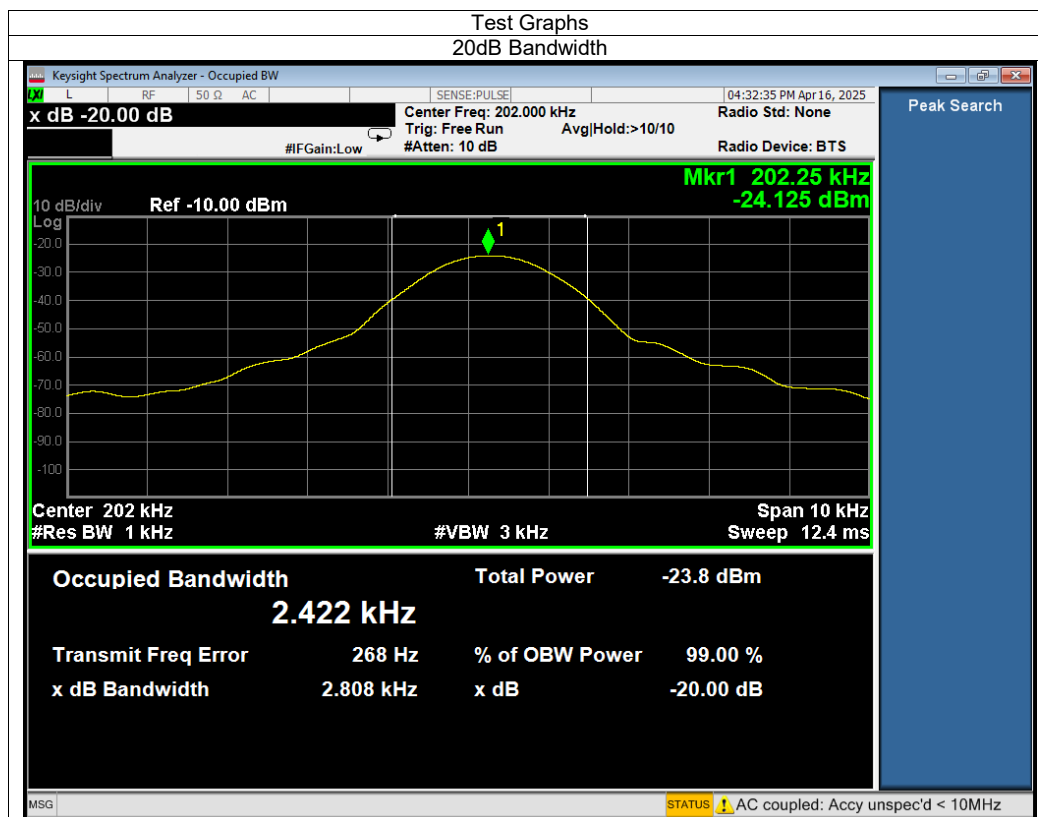 Test Graphs
20dB Bandwidth
Keysight Spectrum Analyzer - Occupied BW
LXI L RF 50 Ω AC SENSE:PULSE 04:32:35 PM Apr 16, 2025
x dB -20.00 dB Center Freq: 202.000 kHz Radio Std: None Peak Search
Trig: Free Run Avg|Hold:>10/10
#IFGain:Low #Atten: 10 dB Radio Device: BTS
Mkr1 202.25 kHz
10 dB/div Ref -10.00 dBm -24.125 dBm
Log
1
-20.0
-30.0
-40.0
-50.0
-60.0
-70.0
-80.0
-90.0
-100
Center 202 kHz Span 10 kHz
#Res BW 1 kHz #VBW 3 kHz Sweep 12.4 ms
Occupied Bandwidth Total Power -23.8 dBm
2.422 kHz
Transmit Freq Error 268 Hz % of OBW Power 99.00 %
x dB Bandwidth 2.808 kHz x dB -20.00 dB
MSG STATUS AC coupled: Accy unspec'd < 10MHz